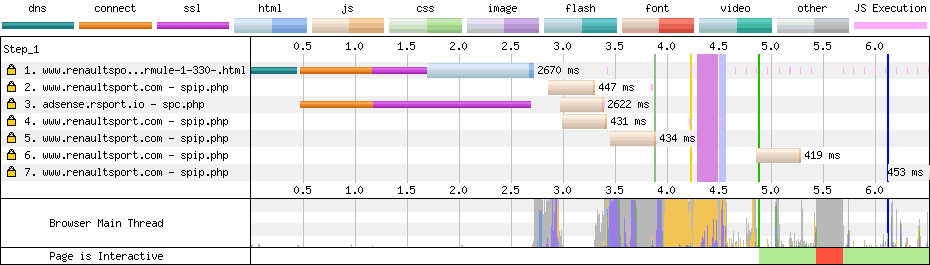 dns connect ssl html js css image flash font video other JS Execution
Step_1 0.5 1.0 1.5 2.0 2.5 3.0 3.5 4.0 4.5 5.0 5.5 6.0
1. www.renaultspo...rmule-1-330-.html 2670 ms
2. www.renaultsport.com - spip.php 447 ms
3. adsense.rsport.io - spc.php 2622 ms
4. www.renaultsport.com - spip.php 431 ms
5. www.renaultsport.com - spip.php 434 ms
6. www.renaultsport.com - spip.php 419 ms
7. www.renaultsport.com - spip.php 453 ms
0.5 1.0 1.5 2.0 2.5 3.0 3.5 4.0 4.5 5.0 5.5 6.0
Browser Main Thread
Page is Interactive